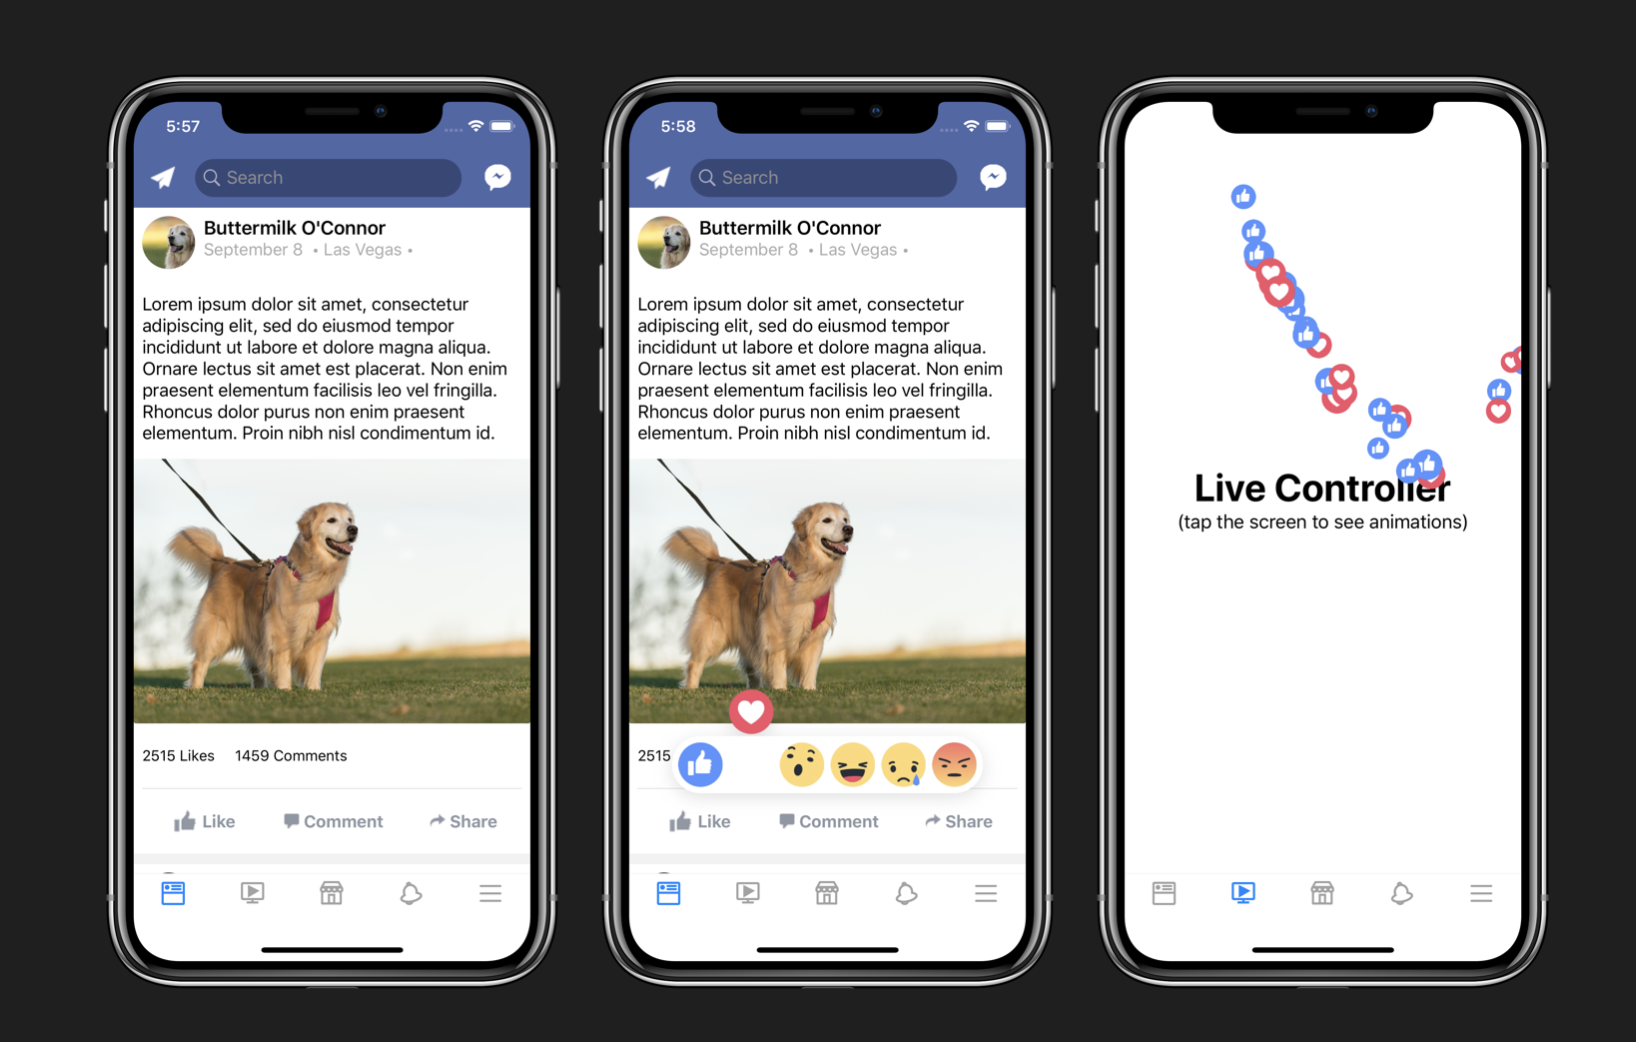 5:57
Search
Buttermilk O'Connor
September 8 • Las Vegas •
Lorem ipsum dolor sit amet, consectetur
adipiscing elit, sed do eiusmod tempor
incididunt ut labore et dolore magna aliqua.
Ornare lectus sit amet est placerat. Non enim
praesent elementum facilisis leo vel fringilla.
Rhoncus dolor purus non enim praesent
elementum. Proin nibh nisl condimentum id.
2515 Likes 1459 Comments
Like Comment Share
5:58
Search
Buttermilk O'Connor
September 8 • Las Vegas •
Lorem ipsum dolor sit amet, consectetur
adipiscing elit, sed do eiusmod tempor
incididunt ut labore et dolore magna aliqua.
Ornare lectus sit amet est placerat. Non enim
praesent elementum facilisis leo vel fringilla.
Rhoncus dolor purus non enim praesent
elementum. Proin nibh nisl condimentum id.
2515
Like Comment Share
Live Controller
(tap the screen to see animations)